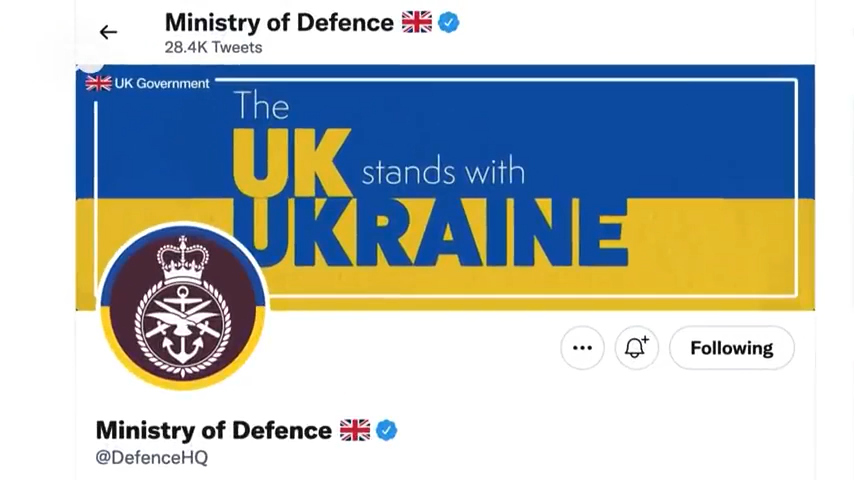 Ministry of Defence
28.4K Tweets
UK Government
The
UK stands with
UKRAINE
Following
Ministry of Defence
@DefenceHQ